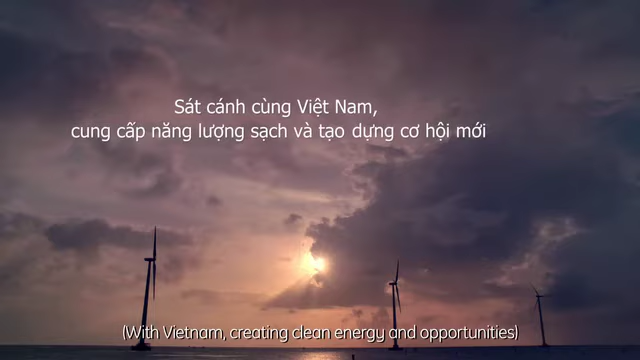 Sát cánh cùng Việt Nam,
cung cấp năng lượng sạch và tạo dựng cơ hội mới
(With Vietnam, creating clean energy and opportunities)